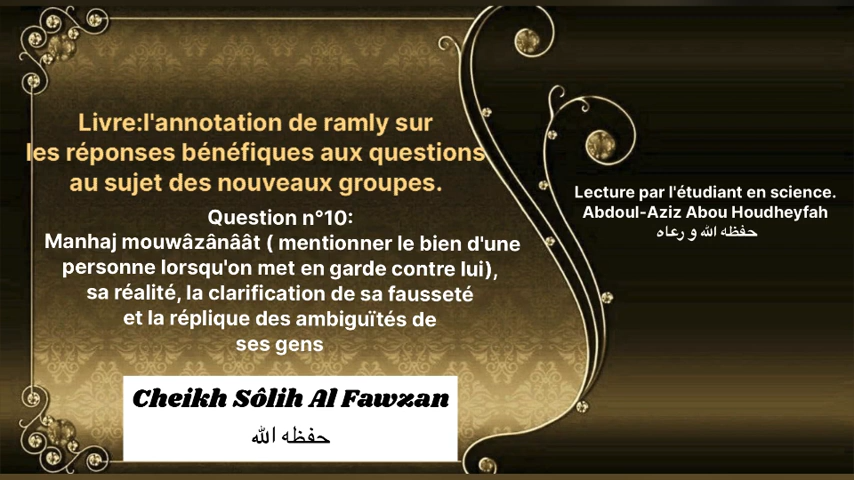 Livre:l'annotation de ramly sur
les réponses bénéfiques aux questions
au sujet des nouveaux groupes.
Question n°10:
Manhaj mouwâzânâât ( mentionner le bien d'une
personne lorsqu'on met en garde contre lui),
sa réalité, la clarification de sa fausseté
et la réplique des ambiguïtés de
ses gens
Cheikh Sôlih Al Fawzan
حفظه الله
Lecture par l'étudiant en science.
Abdoul-Aziz Abou Houdheyfah
حفظه الله و رعاه